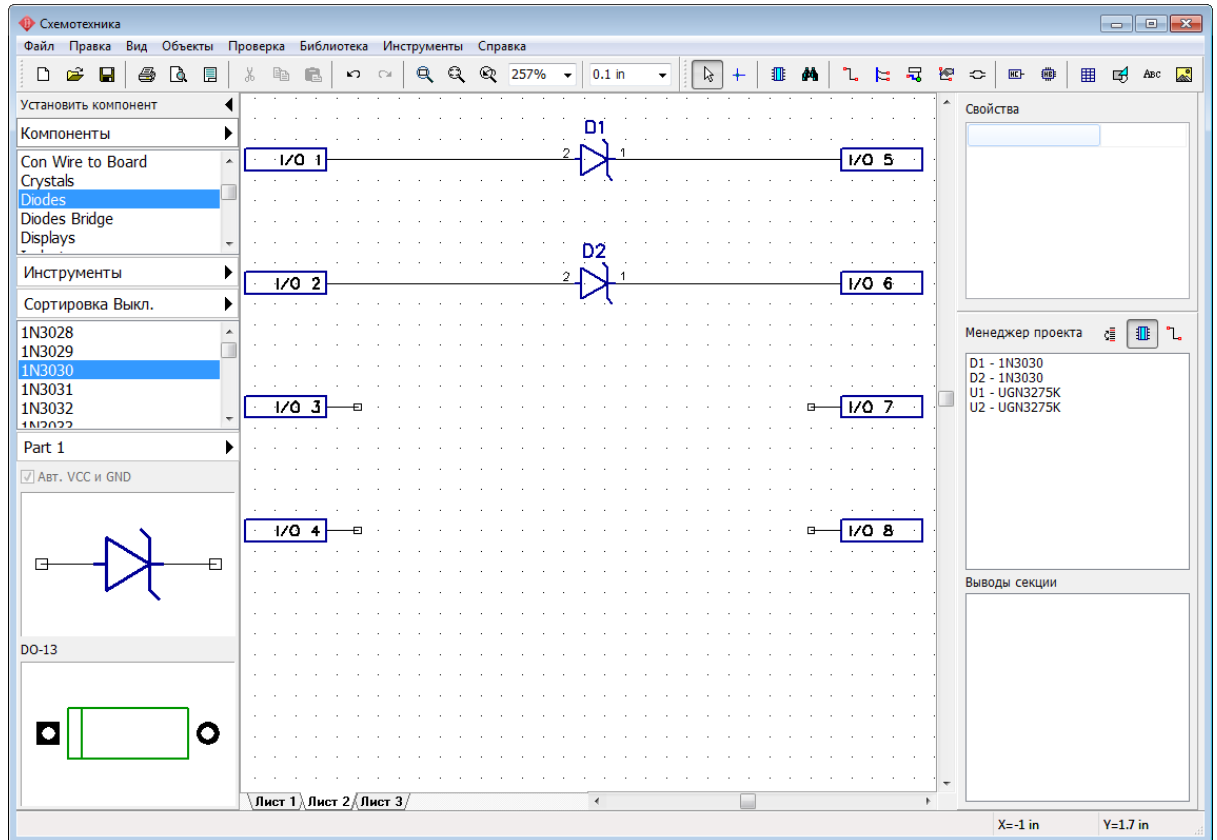 Схемотехника
Файл Правка Вид Объекты Проверка Библиотека Инструменты Справка
257% 0.1 in ABC
Установить компонент
Компоненты
Con Wire to Board
Crystals
Diodes
Diodes Bridge
Displays
Инструменты
Сортировка Выкл.
1N3028
1N3029
1N3030
1N3031
1N3032
1N3033
Part 1
Авт. VCC и GND
DO-13
D1
I/O 1 2 1 I/O 5
D2
I/O 2 2 1 I/O 6
I/O 3 I/O 7
I/O 4 I/O 8
Лист 1 Лист 2 Лист 3
Свойства
Менеджер проекта
D1 - 1N3030
D2 - 1N3030
U1 - UGN3275K
U2 - UGN3275K
Выводы секции
X=-1 in Y=1.7 in